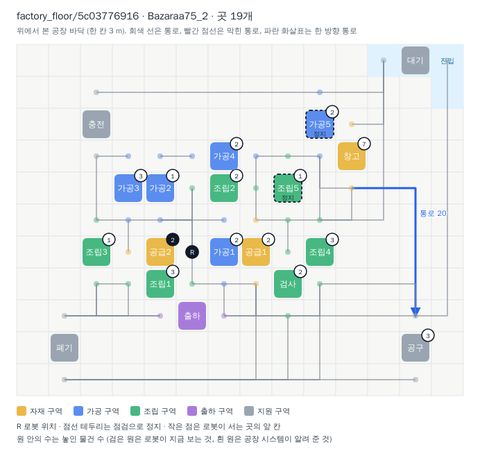 factory_floor/5c03776916 · Bazaraa75_2 · 곳 19개
위에서 본 공장 바닥 (한 칸 3 m). 회색 선은 통로, 빨간 점선은 막힌 통로, 파란 화살표는 한 방향 통로
대기
충전
가공5
2
정지
가공4
2
창고
7
가공3
3
가공2
1
조립2
2
조립5
1
정지
통로 20
조립3
1
공급2
2
R
가공1
2
공급1
2
조립4
3
조립1
3
검사
2
출하
폐기
공구
3
자재 구역
가공 구역
조립 구역
출하 구역
지원 구역
R 로봇 위치 · 점선 테두리는 점검으로 정지 · 작은 점은 로봇이 서는 곳의 앞 칸
원 안의 수는 놓인 물건 수 (검은 원은 로봇이 지금 보는 것, 흰 원은 공장 시스템이 알려 준 것)